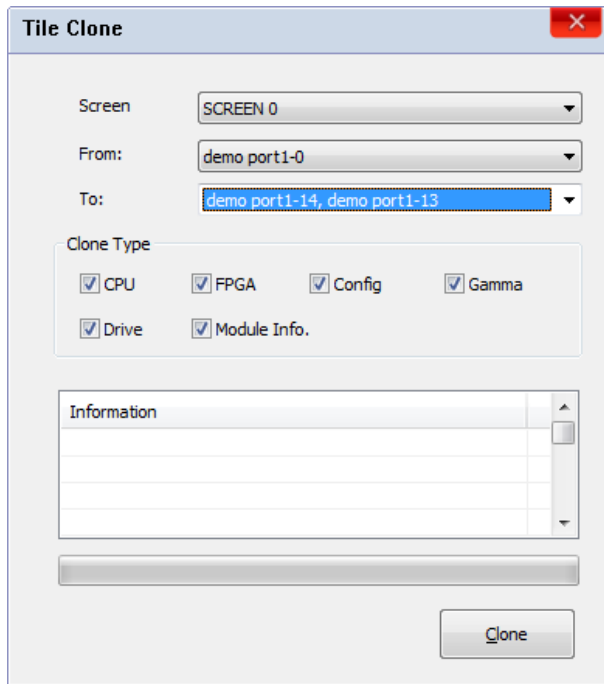 Tile Clone
Screen SCREEN 0
From: demo port1-0
To: demo port1-14, demo port1-13
Clone Type
CPU FPGA Config Gamma
Drive Module Info.
Information
Clone